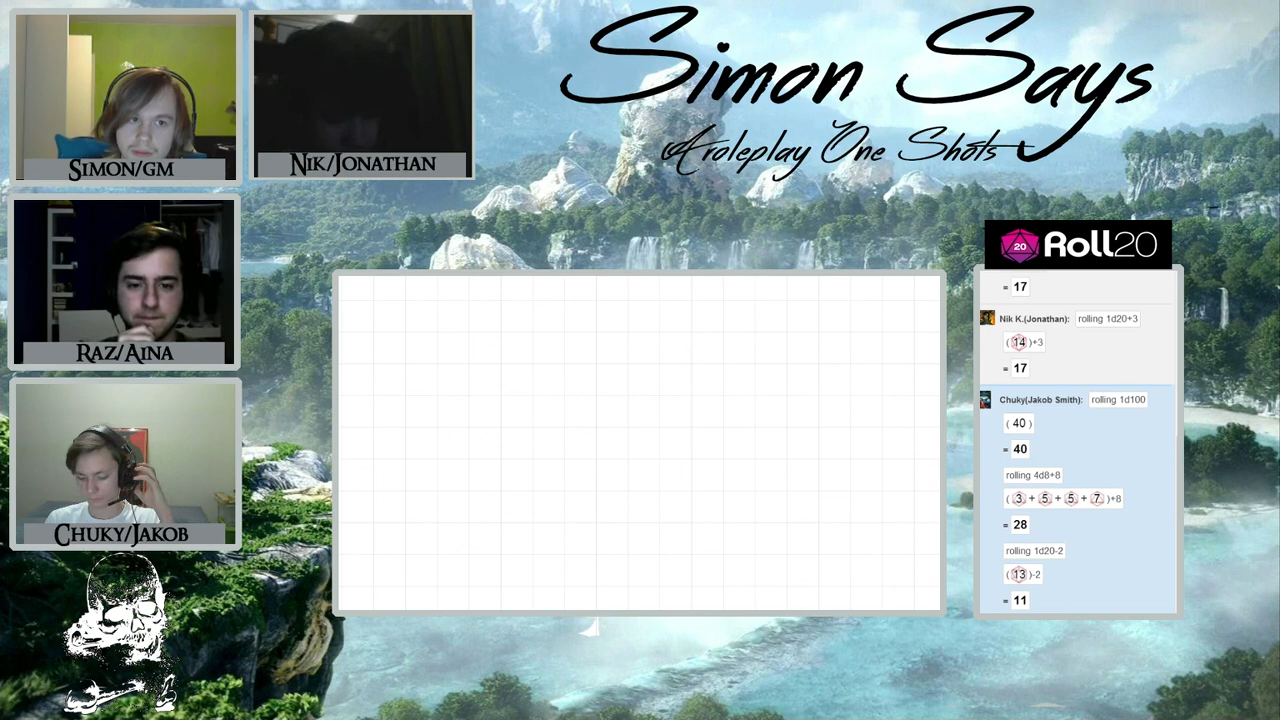 Simon Says
A roleplay One Shots
SIMON/GM
NIK/JONATHAN
RAZ/AINA
CHUKY/JAKOB
20 Roll20
= 17
Nik K.(Jonathan): rolling 1d20+3
( 14 )+3
= 17
Chuky(Jakob Smith): rolling 1d100
( 40 )
= 40
rolling 4d8+8
( 3 + 5 + 5 + 7 )+8
= 28
rolling 1d20-2
( 13 )-2
= 11